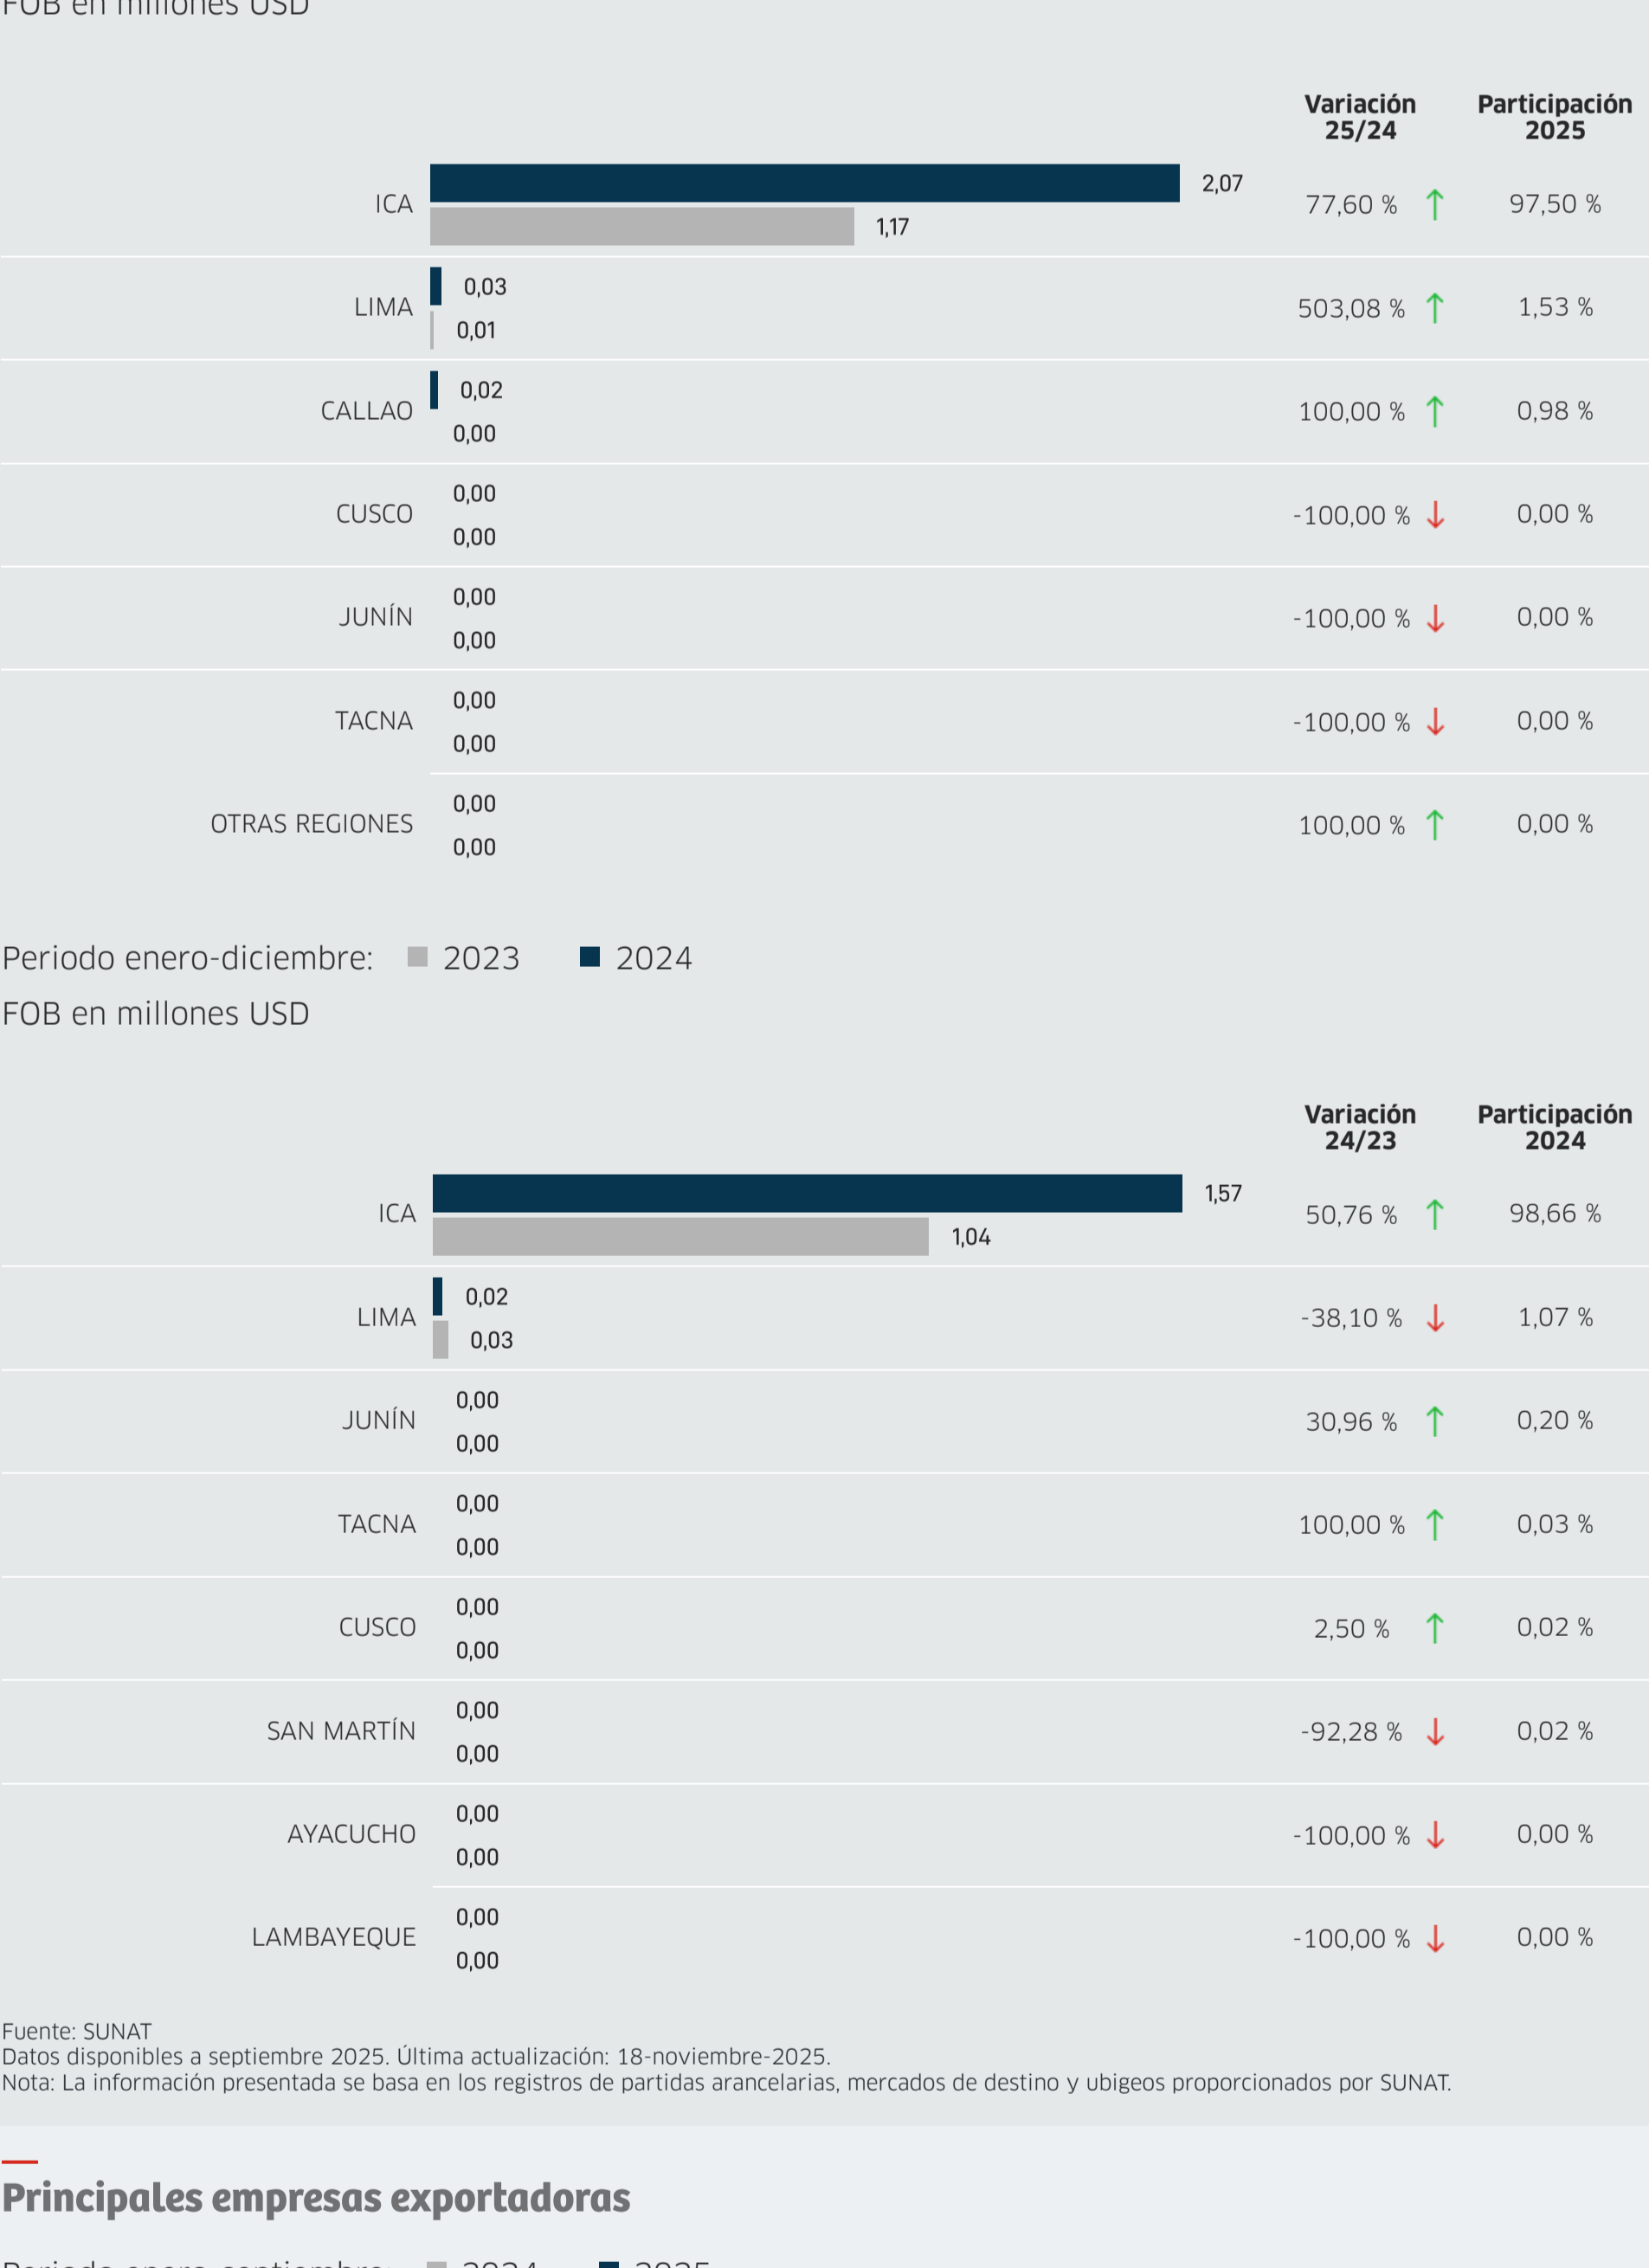 FOB en millones USD
Variación Participación
25/24 2025
2,07
ICA 77,60 % ↑ 97,50 %
1,17
0,03
LIMA 503,08 % ↑ 1,53 %
0,01
0,02
CALLAO 100,00 % ↑ 0,98 %
0,00
0,00
CUSCO -100,00 % ↓ 0,00 %
0,00
0,00
JUNÍN -100,00 % ↓ 0,00 %
0,00
0,00
TACNA -100,00 % ↓ 0,00 %
0,00
0,00
OTRAS REGIONES 100,00 % ↑ 0,00 %
0,00
Periodo enero-diciembre: 2023 2024
FOB en millones USD
Variación Participación
24/23 2024
1,57
ICA 50,76 % ↑ 98,66 %
1,04
0,02
LIMA -38,10 % ↓ 1,07 %
0,03
0,00
JUNÍN 30,96 % ↑ 0,20 %
0,00
0,00
TACNA 100,00 % ↑ 0,03 %
0,00
0,00
CUSCO 2,50 % ↑ 0,02 %
0,00
0,00
SAN MARTÍN -92,28 % ↓ 0,02 %
0,00
0,00
AYACUCHO -100,00 % ↓ 0,00 %
0,00
0,00
LAMBAYEQUE -100,00 % ↓ 0,00 %
0,00
Fuente: SUNAT
Datos disponibles a septiembre 2025. Última actualización: 18-noviembre-2025.
Nota: La información presentada se basa en los registros de partidas arancelarias, mercados de destino y ubigeos proporcionados por SUNAT.
Principales empresas exportadoras
Periodo enero-septiembre: 2024 2025